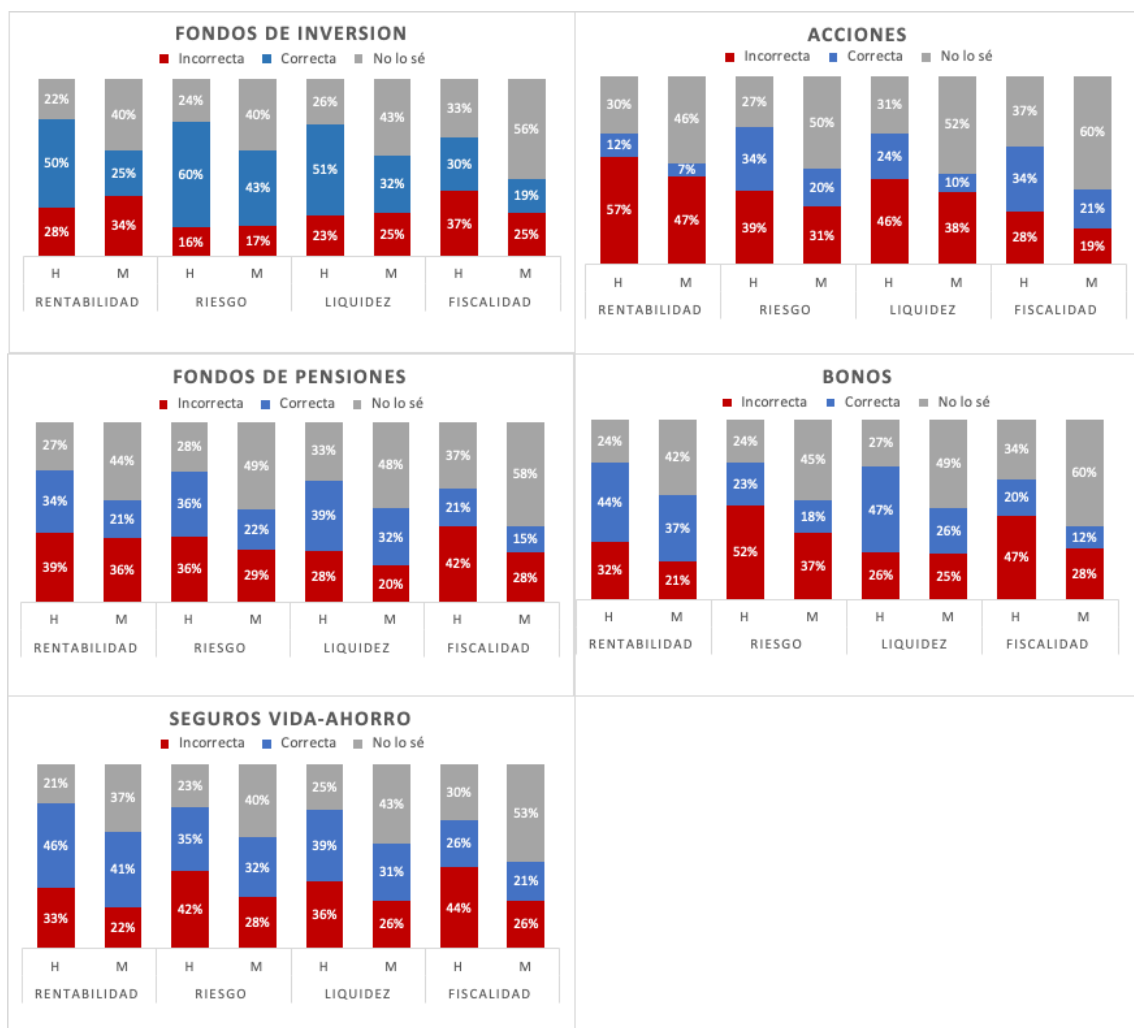 FONDOS DE INVERSION
Incorrecta Correcta No lo sé
22% 40% 24% 40% 26% 43% 33% 56%
50% 25% 60% 43% 51% 32% 30% 19%
28% 34% 16% 17% 23% 25% 37% 25%
H M H M H M H M
RENTABILIDAD RIESGO LIQUIDEZ FISCALIDAD
ACCIONES
Incorrecta Correcta No lo sé
30% 46% 27% 50% 31% 52% 37% 60%
12% 7% 34% 20% 24% 10% 34% 21%
57% 47% 39% 31% 46% 38% 28% 19%
H M H M H M H M
RENTABILIDAD RIESGO LIQUIDEZ FISCALIDAD
FONDOS DE PENSIONES
Incorrecta Correcta No lo sé
27% 44% 28% 49% 33% 48% 37% 58%
34% 21% 36% 22% 39% 32% 21% 15%
39% 36% 36% 29% 28% 20% 42% 28%
H M H M H M H M
RENTABILIDAD RIESGO LIQUIDEZ FISCALIDAD
BONOS
Incorrecta Correcta No lo sé
24% 42% 24% 45% 27% 49% 34% 60%
44% 37% 23% 18% 47% 26% 20% 12%
32% 21% 52% 37% 26% 25% 47% 28%
H M H M H M H M
RENTABILIDAD RIESGO LIQUIDEZ FISCALIDAD
SEGUROS VIDA-AHORRO
Incorrecta Correcta No lo sé
21% 37% 23% 40% 25% 43% 30% 53%
46% 41% 35% 32% 39% 31% 26% 21%
33% 22% 42% 28% 36% 26% 44% 26%
H M H M H M H M
RENTABILIDAD RIESGO LIQUIDEZ FISCALIDAD